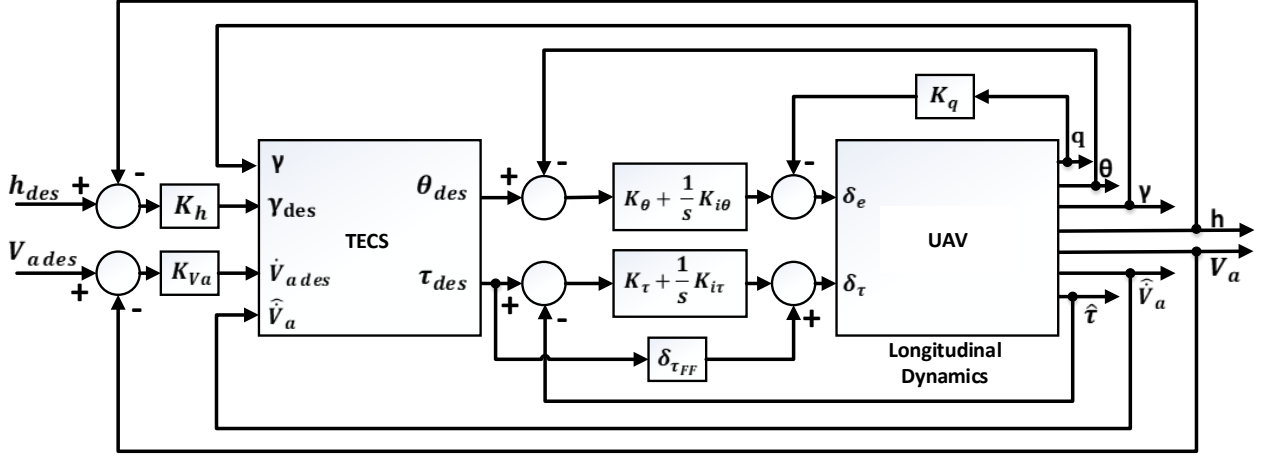 h_des + -
K_h
V_a des + -
K_Va
γ
γ_des
V̇_a des
V̂̇_a
TECS
θ_des
τ_des
+ -
K_θ + 1/s K_iθ
-
K_q
+ -
K_τ + 1/s K_iτ
+
δ_τ_FF
δ_e
δ_τ
UAV
Longitudinal
Dynamics
q
θ
γ
h
V_a
V̂̇_a
τ̂